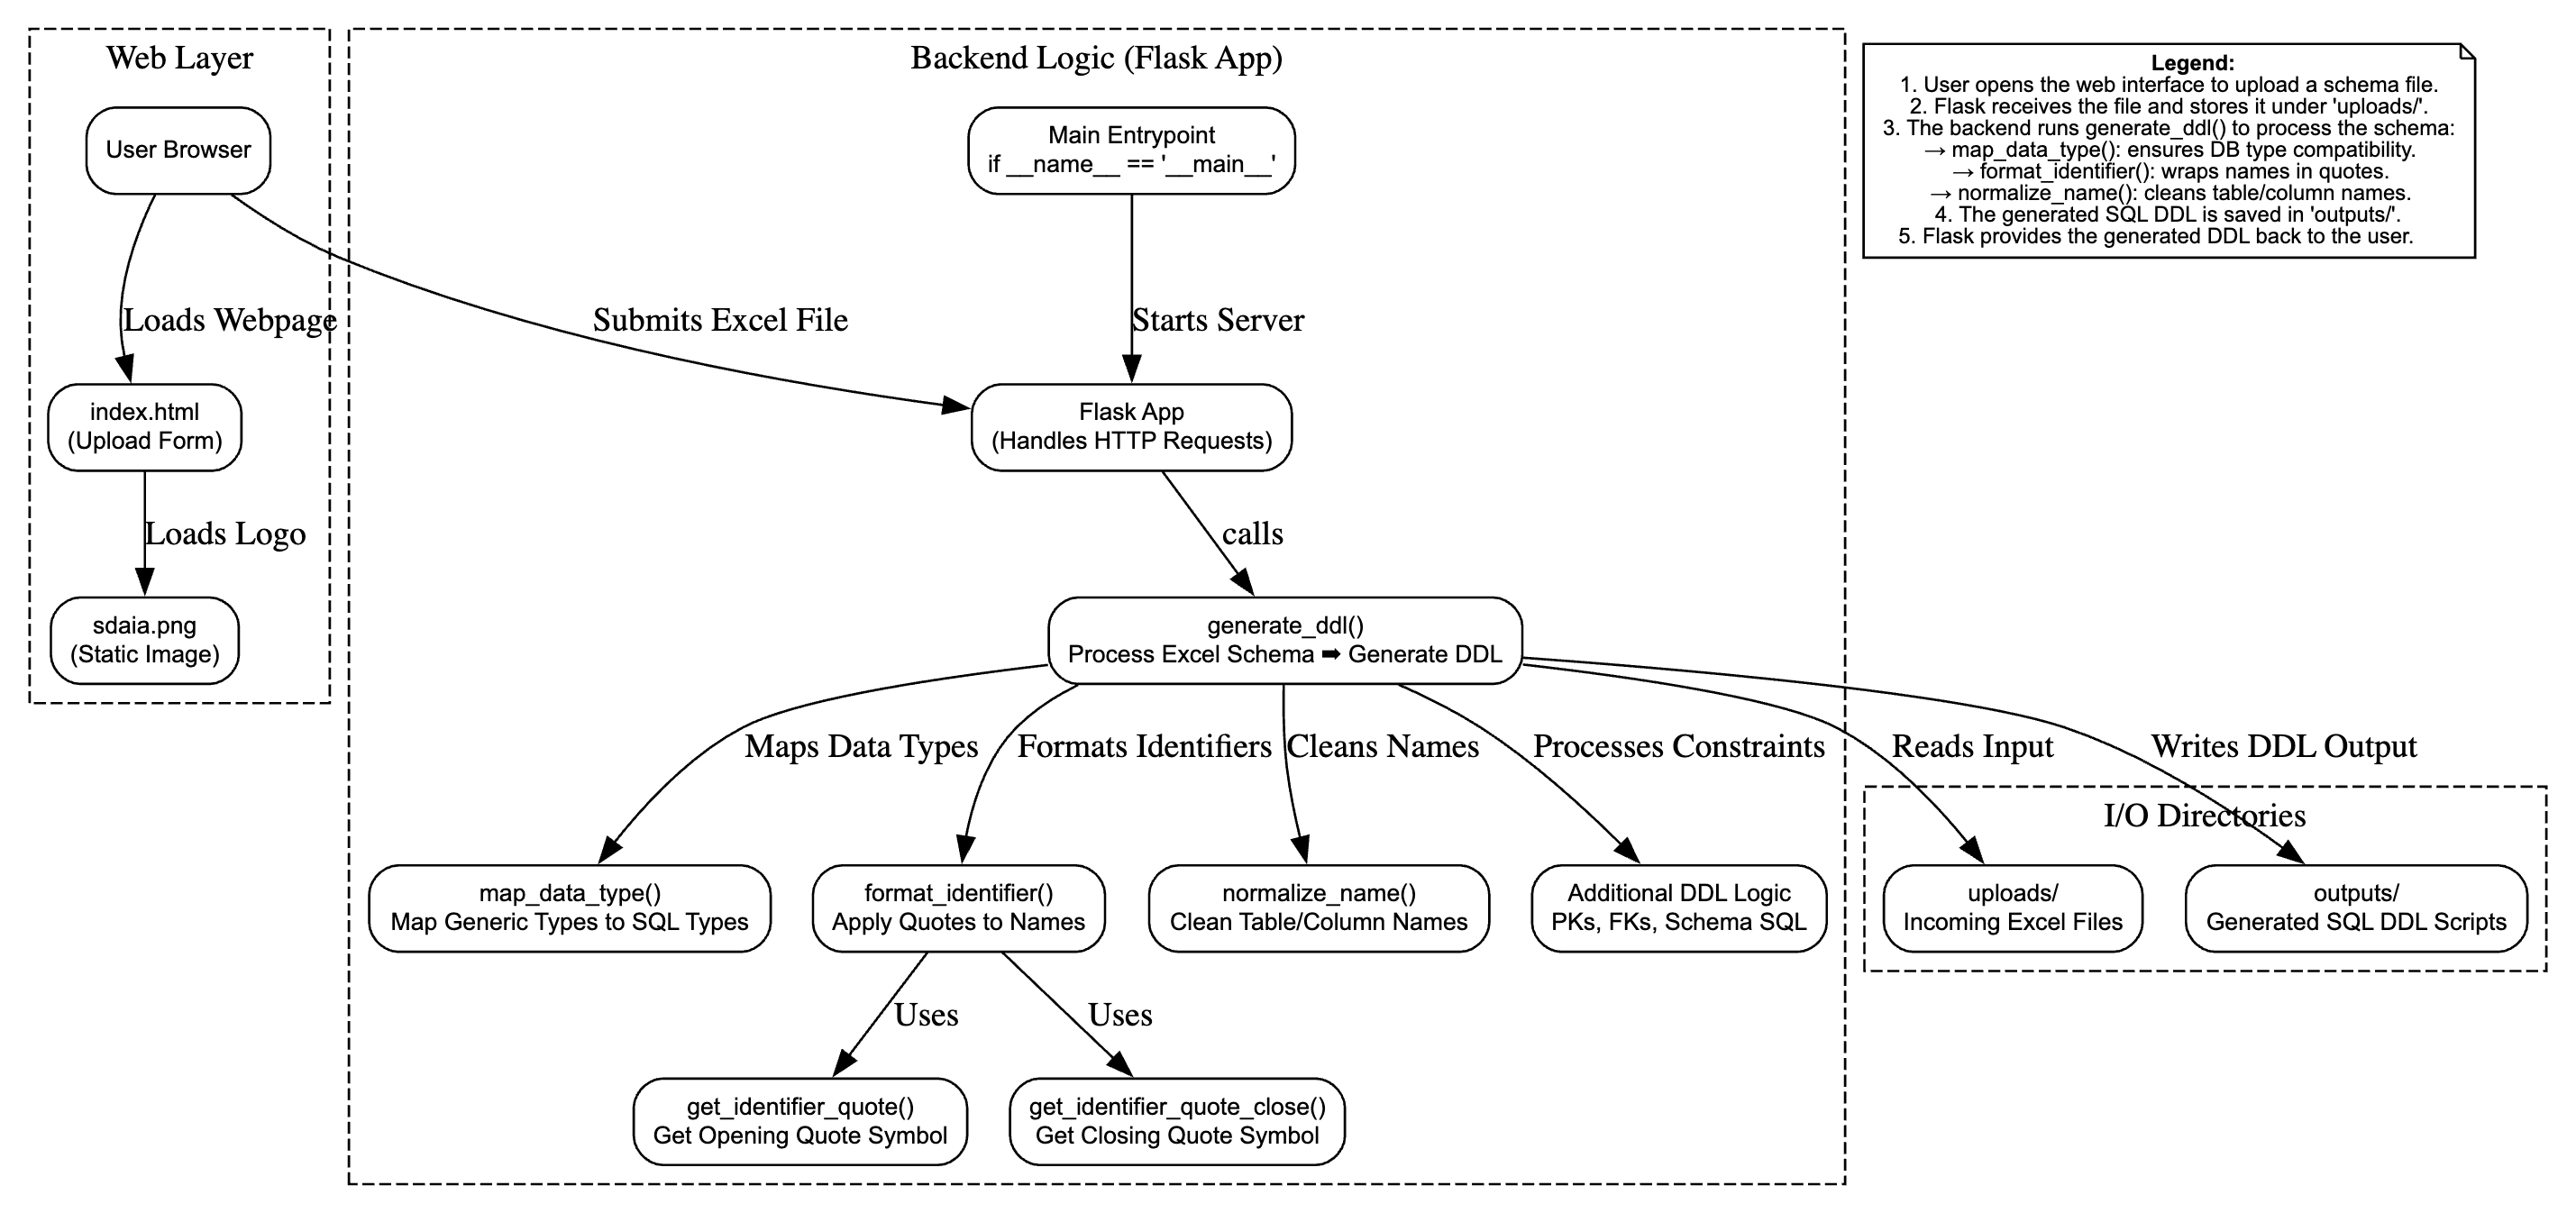 Web Layer
User Browser
Loads Webpage
index.html
(Upload Form)
Loads Logo
sdaia.png
(Static Image)
Backend Logic (Flask App)
Main Entrypoint
if __name__ == '__main__'
Submits Excel File
Starts Server
Flask App
(Handles HTTP Requests)
calls
generate_ddl()
Process Excel Schema ➡ Generate DDL
Maps Data Types
Formats Identifiers
Cleans Names
Processes Constraints
Reads Input
Writes DDL Output
map_data_type()
Map Generic Types to SQL Types
format_identifier()
Apply Quotes to Names
normalize_name()
Clean Table/Column Names
Additional DDL Logic
PKs, FKs, Schema SQL
Uses
Uses
get_identifier_quote()
Get Opening Quote Symbol
get_identifier_quote_close()
Get Closing Quote Symbol
I/O Directories
uploads/
Incoming Excel Files
outputs/
Generated SQL DDL Scripts
Legend:
1. User opens the web interface to upload a schema file.
2. Flask receives the file and stores it under 'uploads/'.
3. The backend runs generate_ddl() to process the schema:
→ map_data_type(): ensures DB type compatibility.
→ format_identifier(): wraps names in quotes.
→ normalize_name(): cleans table/column names.
4. The generated SQL DDL is saved in 'outputs/'.
5. Flask provides the generated DDL back to the user.